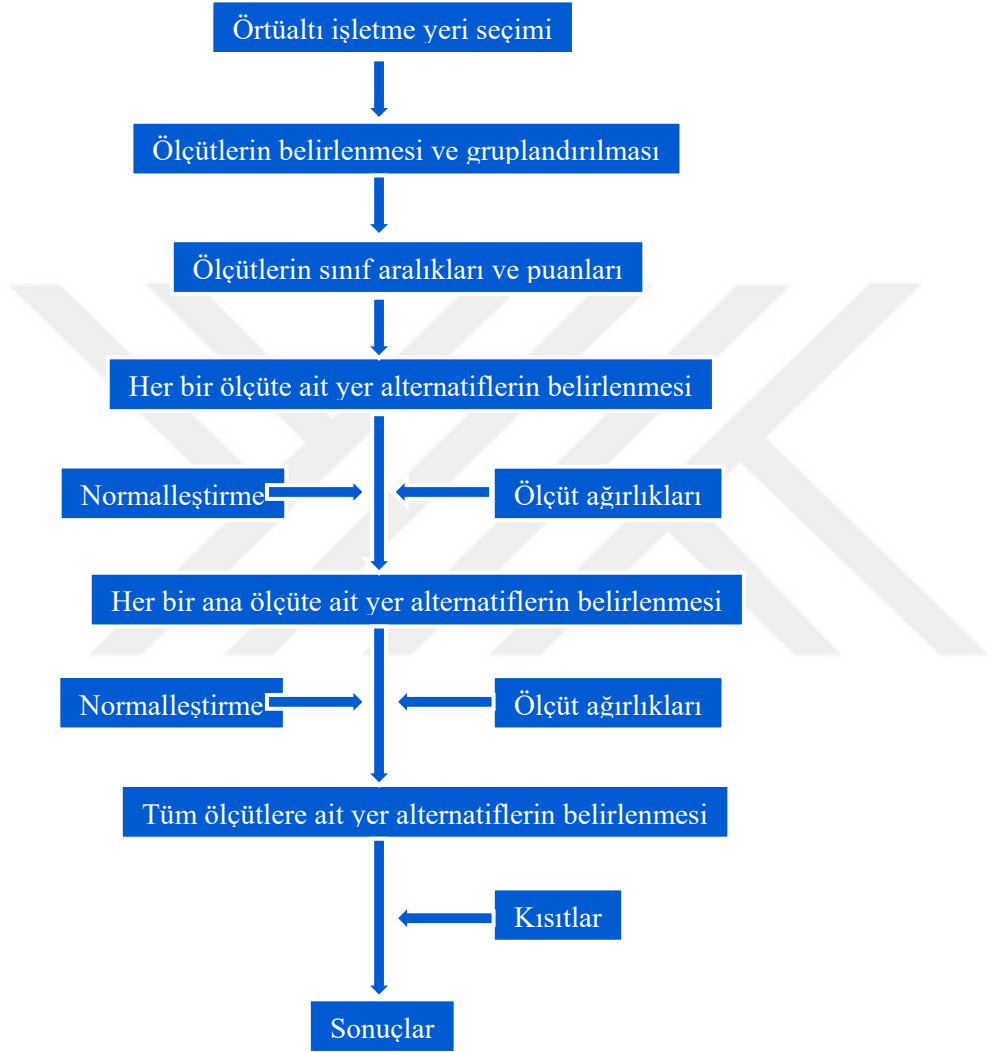 Örtüaltı işletme yeri seçimi
Ölçütlerin belirlenmesi ve gruplandırılması
Ölçütlerin sınıf aralıkları ve puanları
Her bir ölçüte ait yer alternatiflerin belirlenmesi
Normalleştirme
Ölçüt ağırlıkları
Her bir ana ölçüte ait yer alternatiflerin belirlenmesi
Normalleştirme
Ölçüt ağırlıkları
Tüm ölçütlere ait yer alternatiflerin belirlenmesi
Kısıtlar
Sonuçlar